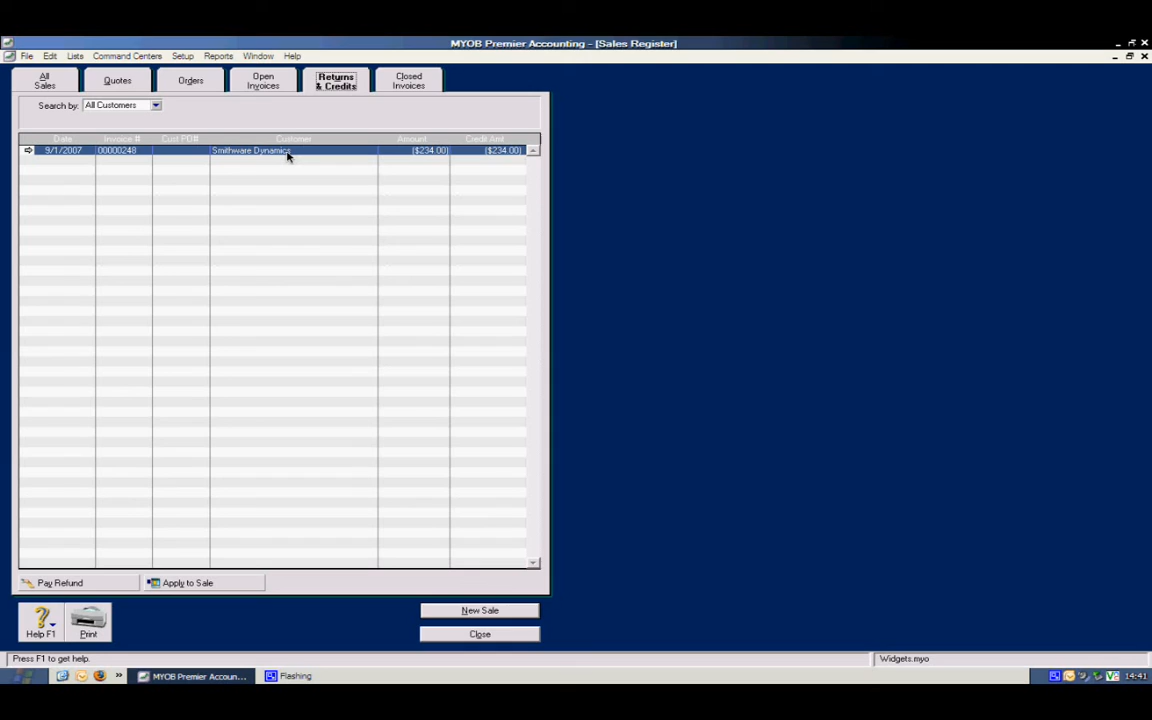 MYOB Premier Accounting - [Sales Register]
File Edit Lists Command Centers Setup Reports Window Help
All Sales
Quotes
Orders
Open Invoices
Returns & Credits
Closed Invoices
Search by: All Customers
Date Invoice # Cust PO# Customer Amount Credit Amt
9/1/2007 00000248 Smithware Dynamics ($234.00) ($234.00)
Pay Refund Apply to Sale
Help F1 Print
New Sale
Close
Press F1 to get help. Widgets.myo
» MYOB Premier Accoun... Flashing 14:41